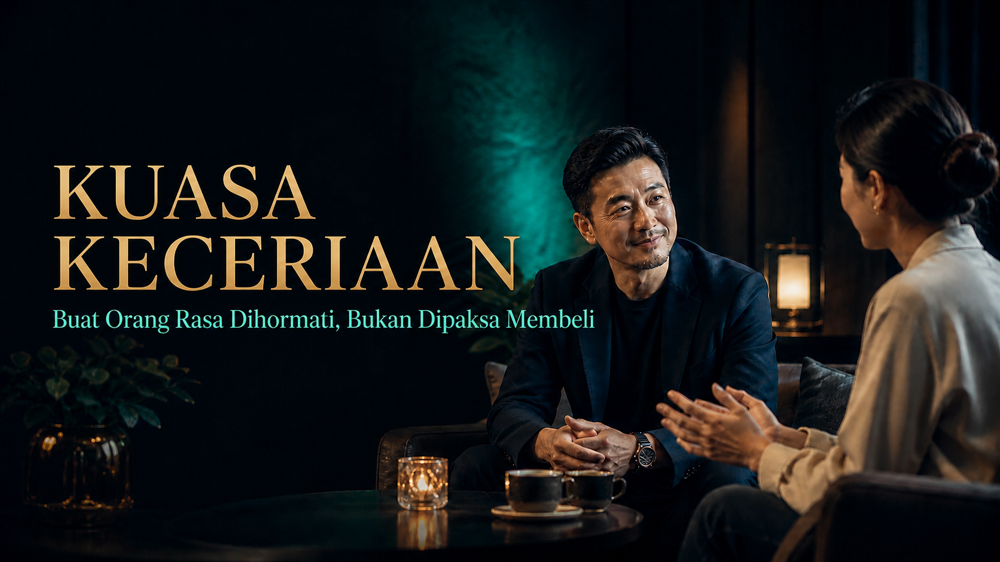 KUASA
KECERIAAN
Buat Orang Rasa Dihormati, Bukan Dipaksa Membeli